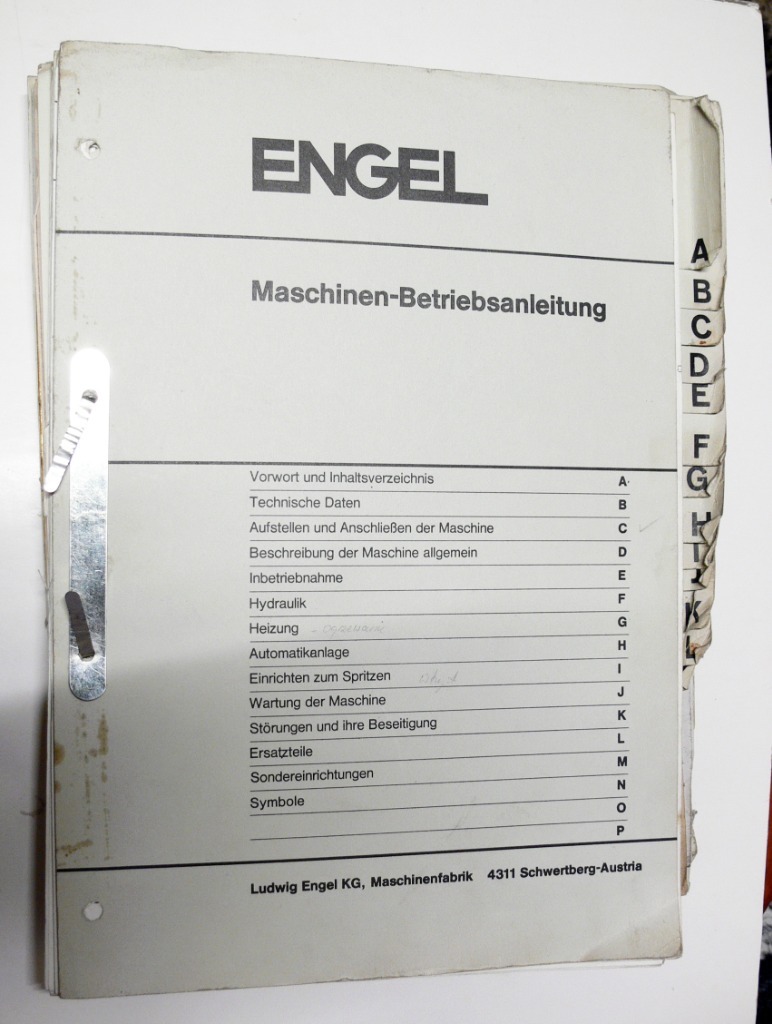 ENGEL
Maschinen-Betriebsanleitung
Vorwort und Inhaltsverzeichnis A
Technische Daten B
Aufstellen und Anschließen der Maschine C
Beschreibung der Maschine allgemein D
Inbetriebnahme E
Hydraulik F
Heizung G
Automatikanlage H
Einrichten zum Spritzen I
Wartung der Maschine J
Störungen und ihre Beseitigung K
Ersatzteile L
Sondereinrichtungen M
Symbole N
O
P
Ludwig Engel KG, Maschinenfabrik 4311 Schwertberg-Austria
A
B
C
D
E
F
G
H
I
J
K
L